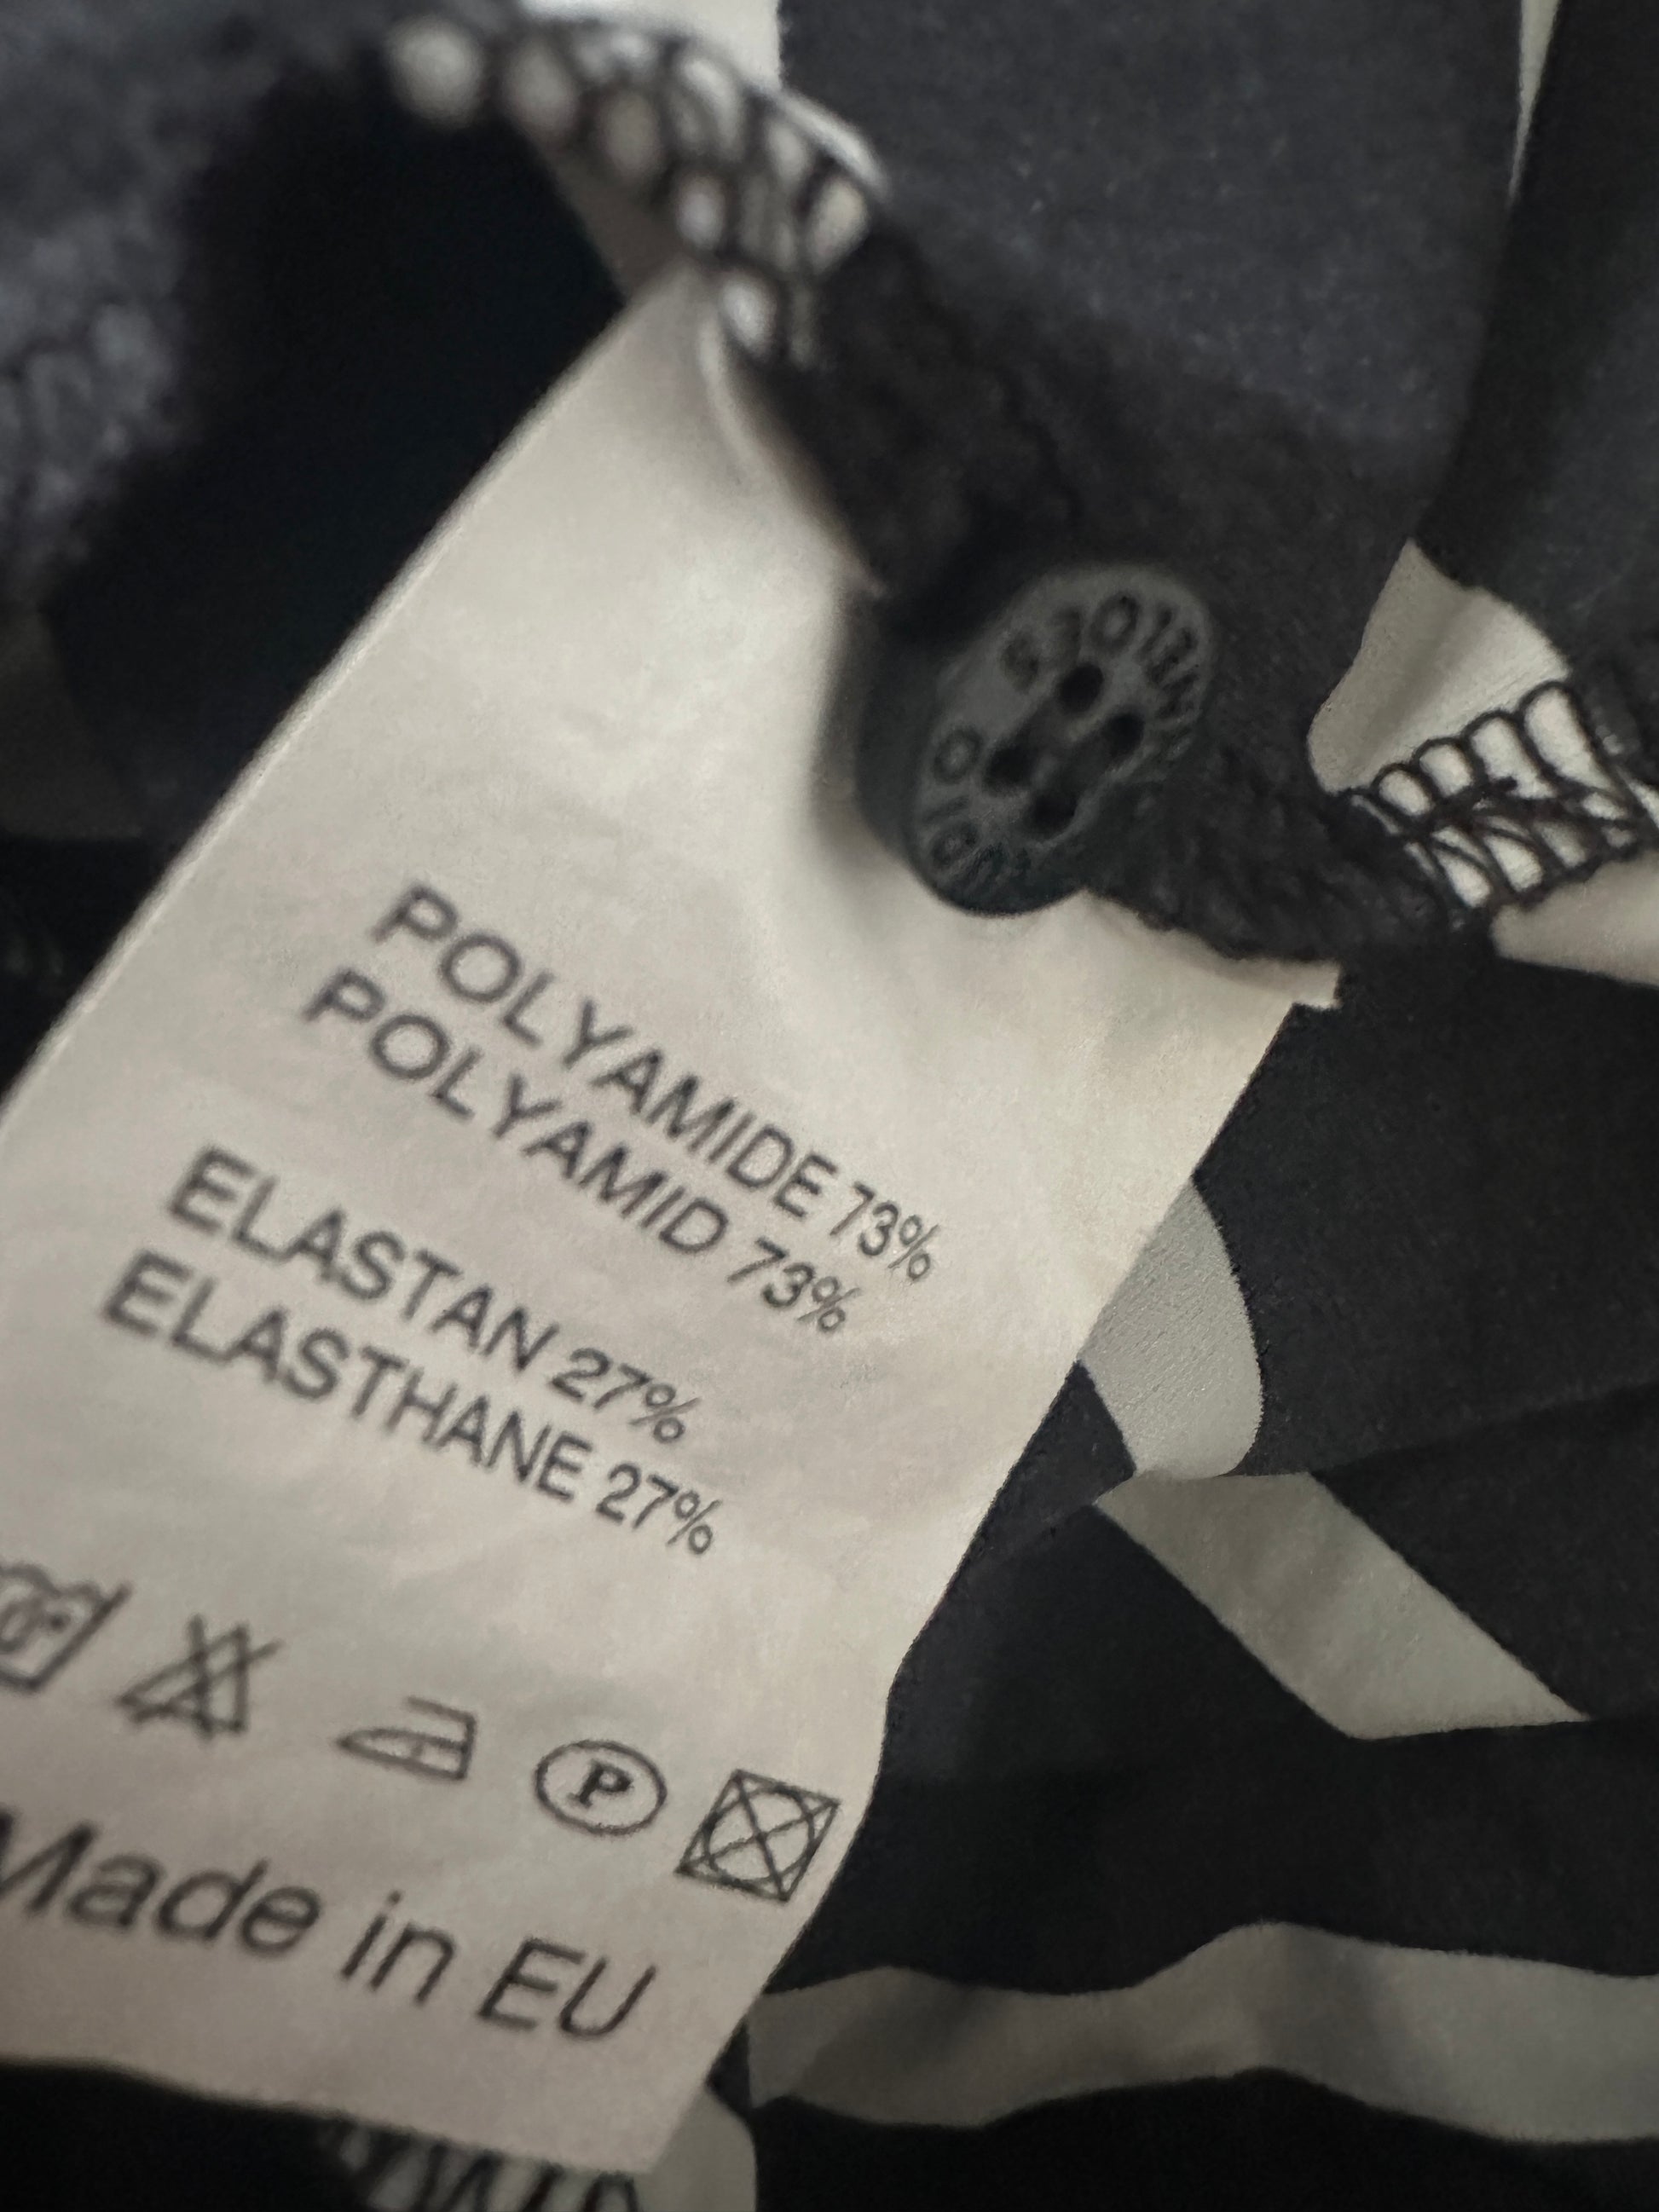 POLYAMIDE 73%
POLYAMID 73%
ELASTAN 27%
ELASTHANE 27%
P
Made in EU